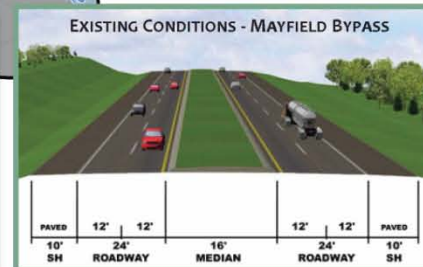 EXISTING CONDITIONS - MAYFIELD BYPASS
PAVED 12' 12' 12' 12' PAVED
10' 24' 16' 24' 10'
SH ROADWAY MEDIAN ROADWAY SH